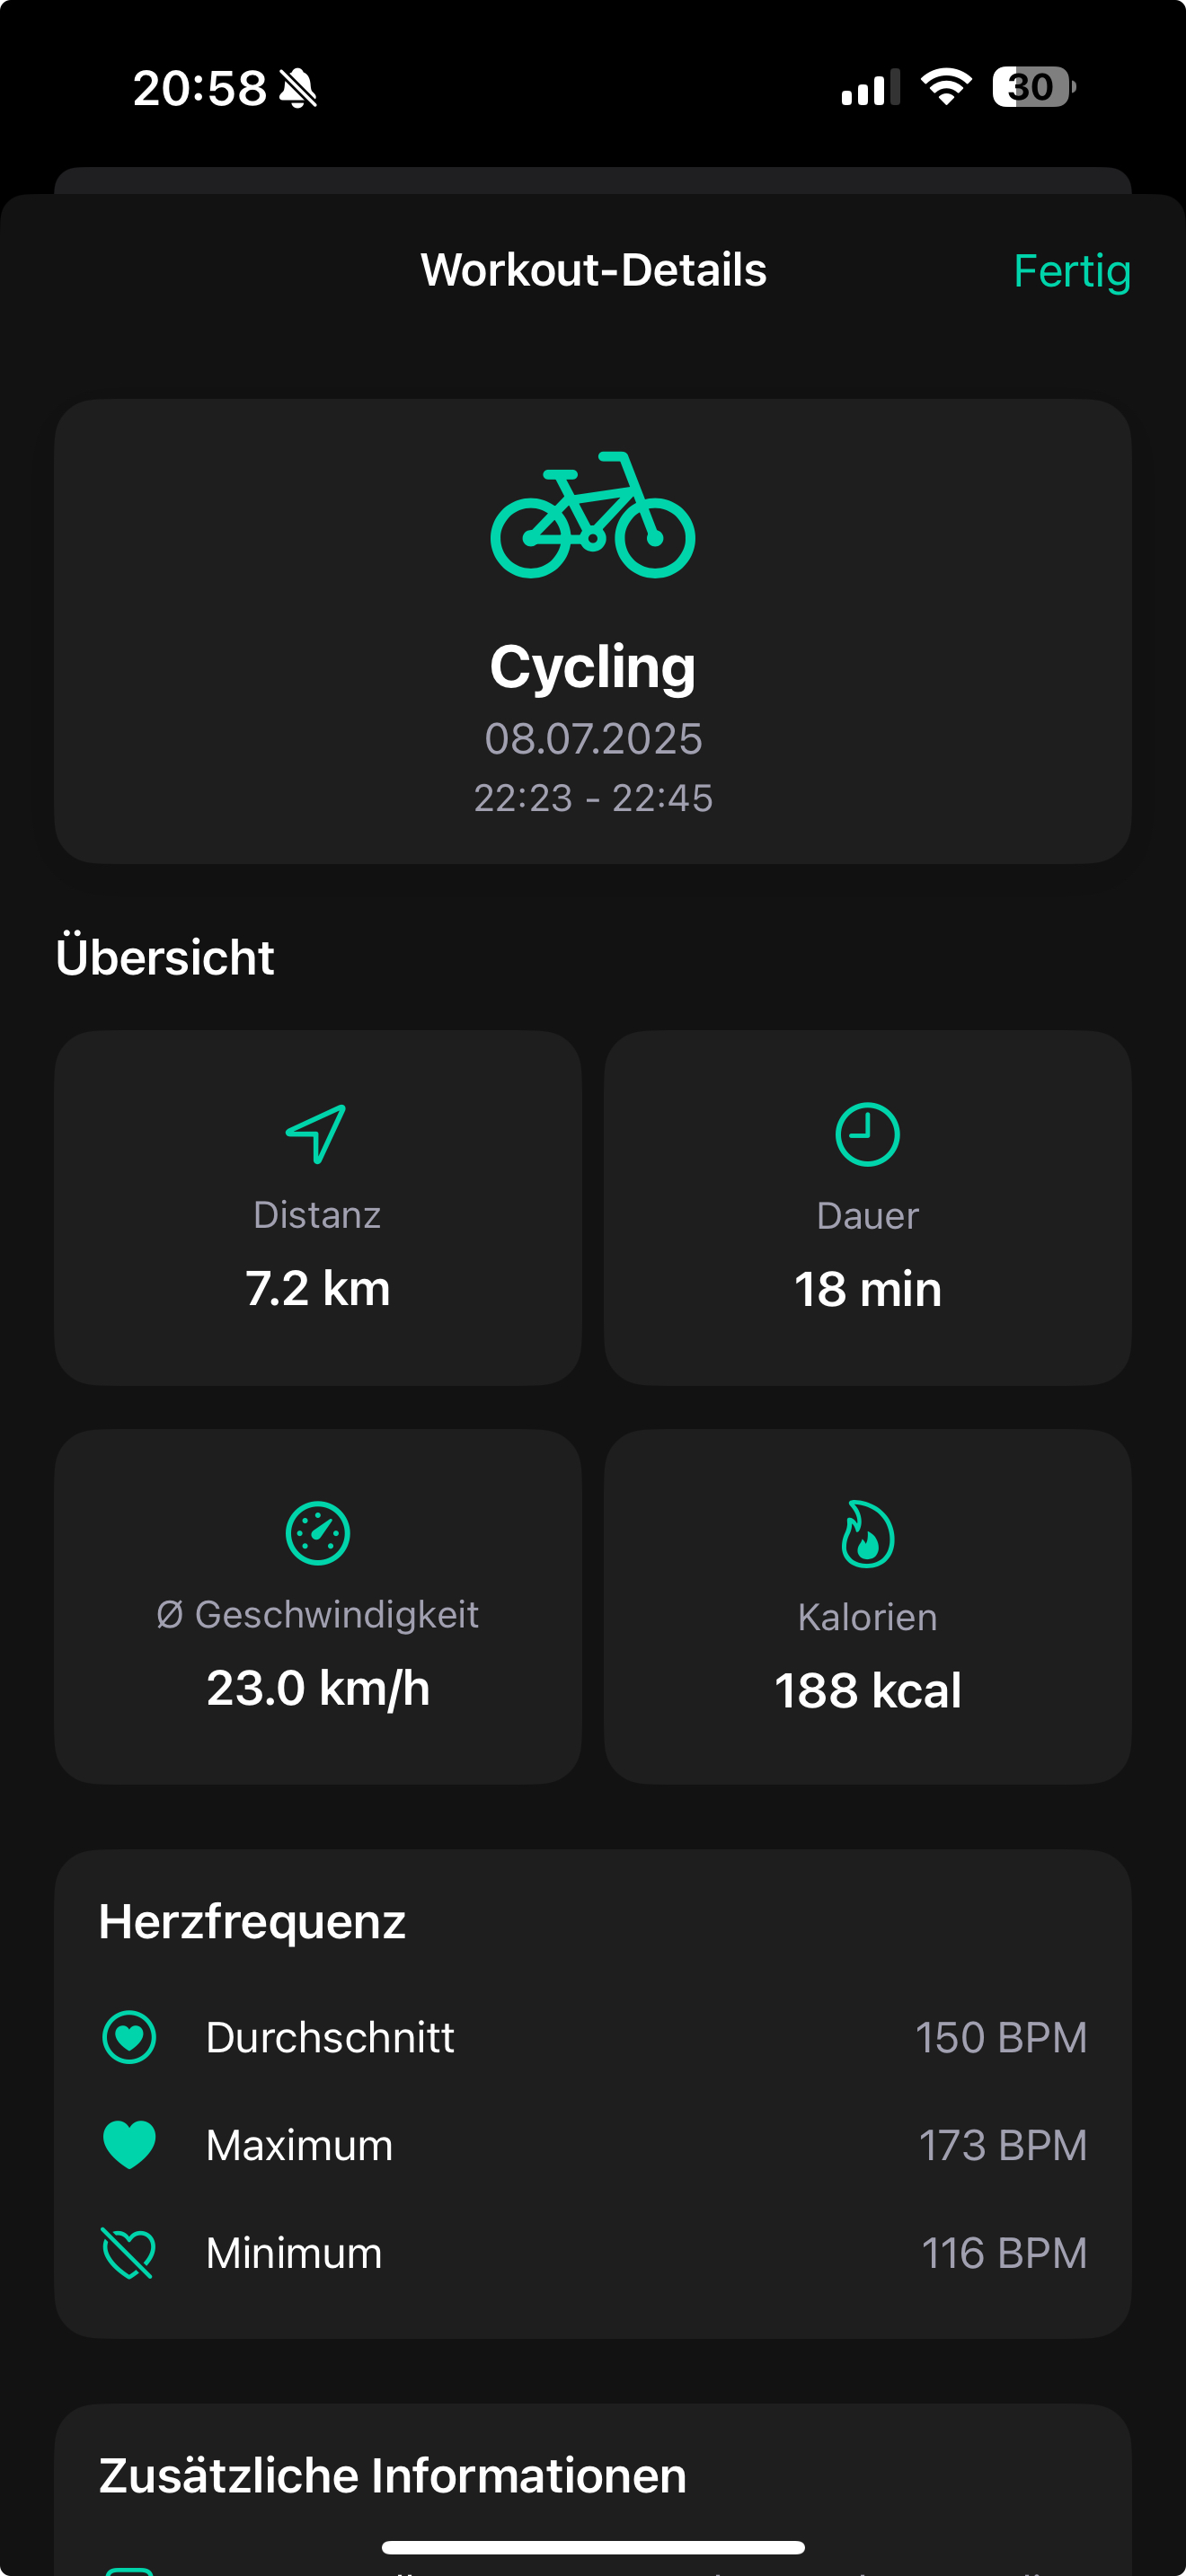 20:58
30
Workout-Details
Fertig
Cycling
08.07.2025
22:23 - 22:45
Übersicht
Distanz
7.2 km
Dauer
18 min
Ø Geschwindigkeit
23.0 km/h
Kalorien
188 kcal
Herzfrequenz
Durchschnitt 150 BPM
Maximum 173 BPM
Minimum 116 BPM
Zusätzliche Informationen